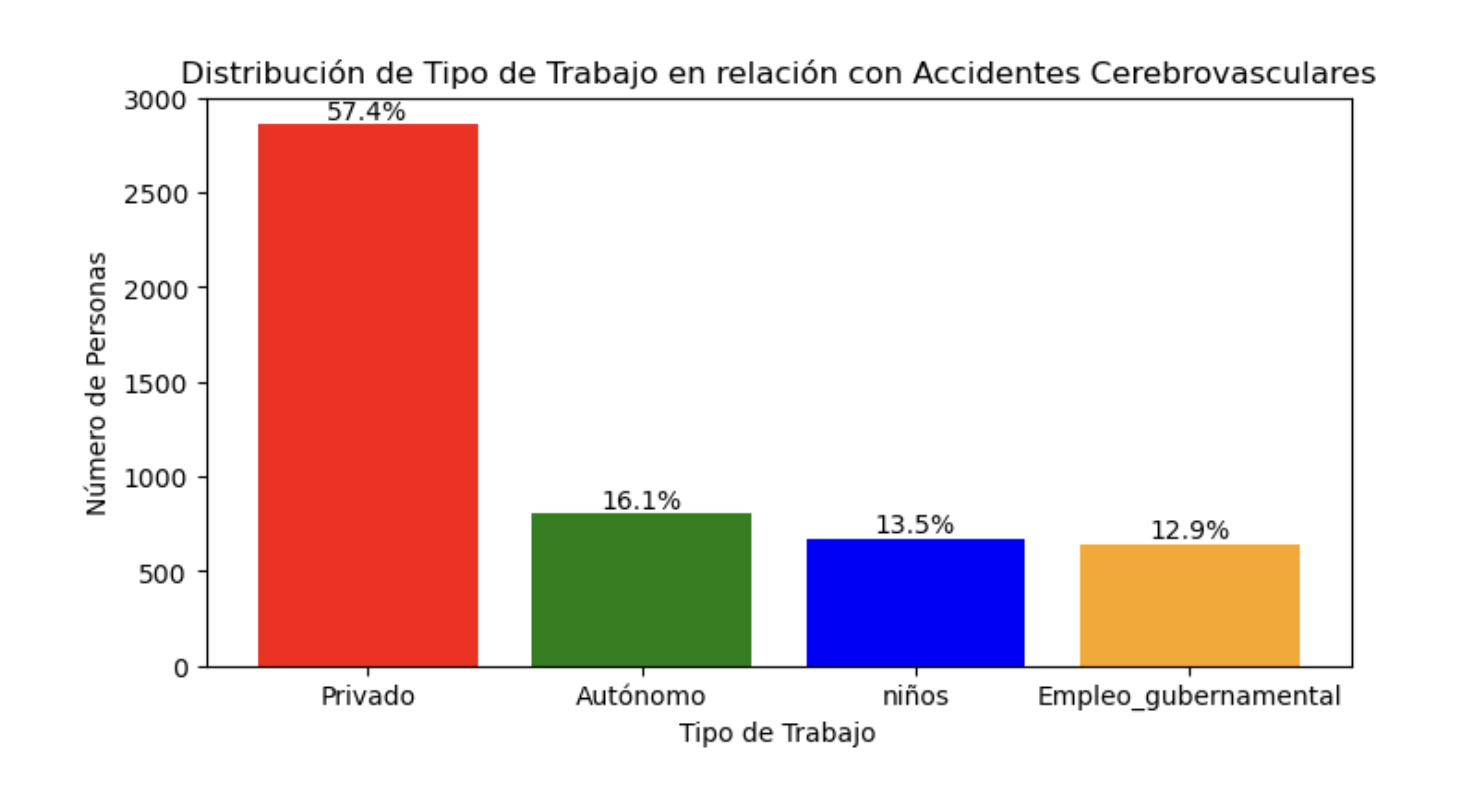 Distribución de Tipo de Trabajo en relación con Accidentes Cerebrovasculares
3000
2500
2000
1500
1000
500
0
Número de Personas
57.4%
16.1%
13.5%
12.9%
Privado
Autónomo
niños
Empleo_gubernamental
Tipo de Trabajo